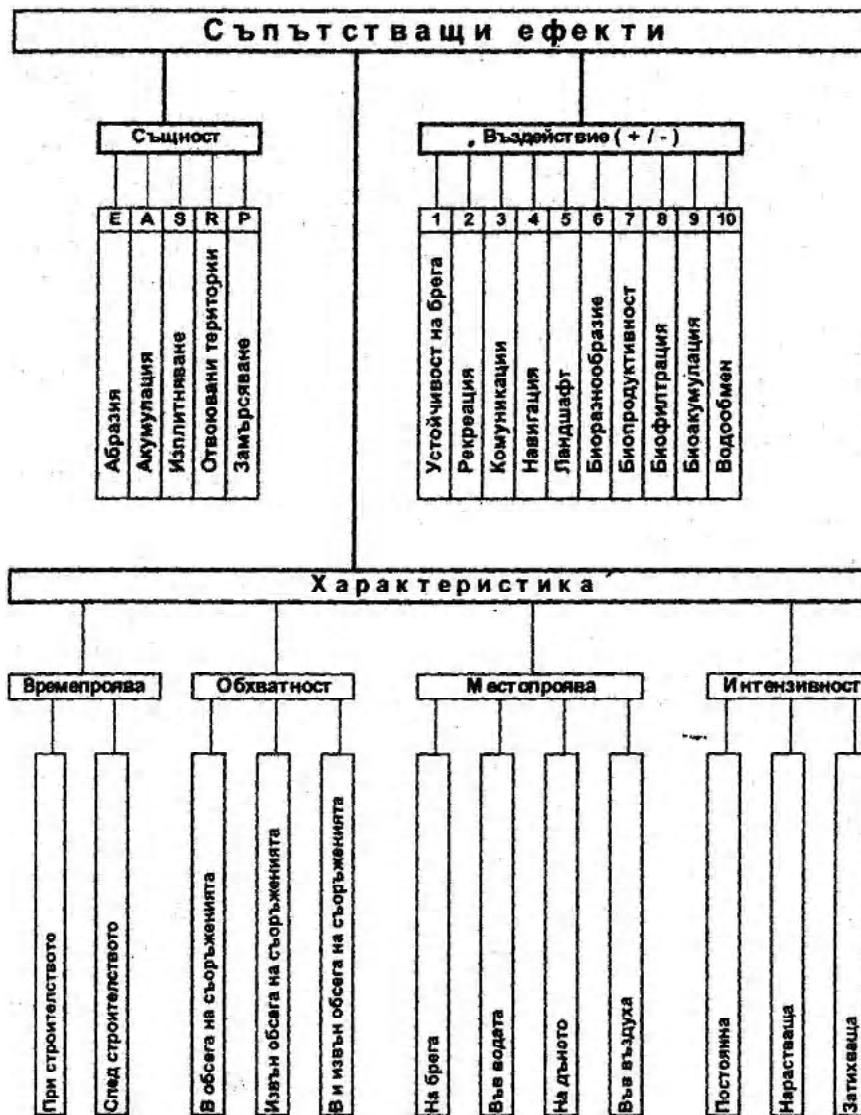 Съпътстващи ефекти
Същност
Въздействие ( + / - )
E
A
S
R
P
Абразия
Акумулация
Изплитняване
Отвоювани територии
Замърсяване
1
2
3
4
5
6
7
8
9
10
Устойчивост на брега
Рекреация
Комуникации
Навигация
Ландшафт
Биоразнообразие
Биопродуктивност
Биофилтрация
Биоакумулация
Водообмен
Характеристика
Времепроява
Обхватност
Местопроява
Интензивност
При строителството
След строителството
В обсега на съоръженията
Извън обсега на съоръженията
В и извън обсега на съоръженията
На брега
Във водата
На дъното
Във въздуха
Постоянна
Нарастваща
Затихваща